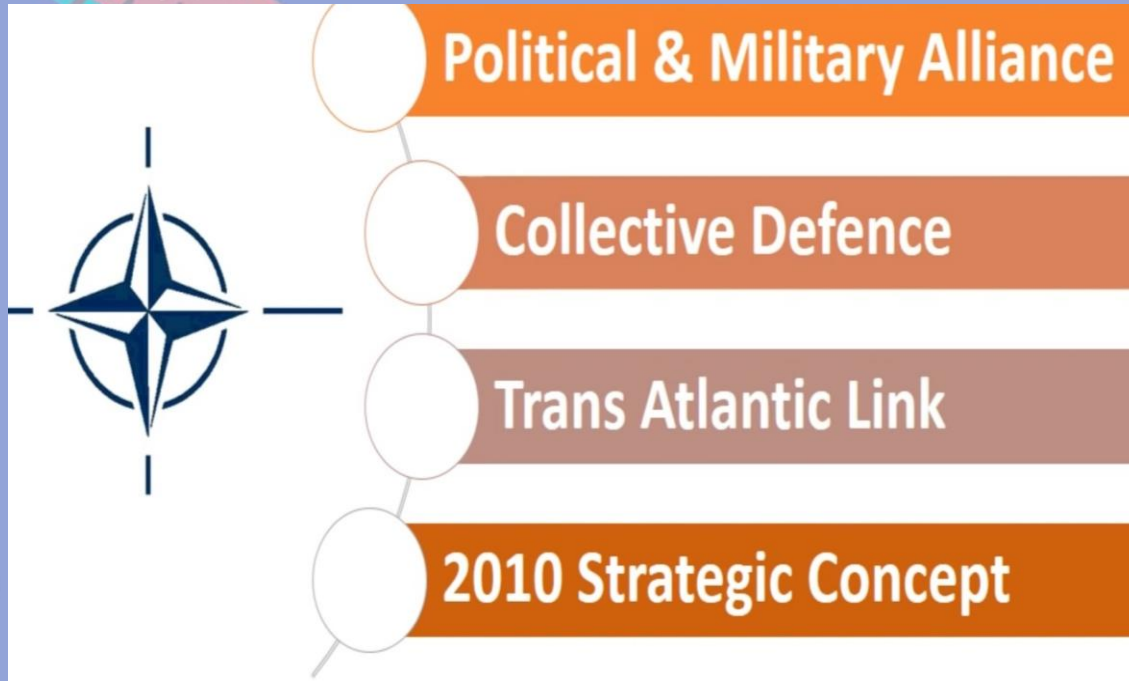 Political & Military Alliance
Collective Defence
Trans Atlantic Link
2010 Strategic Concept